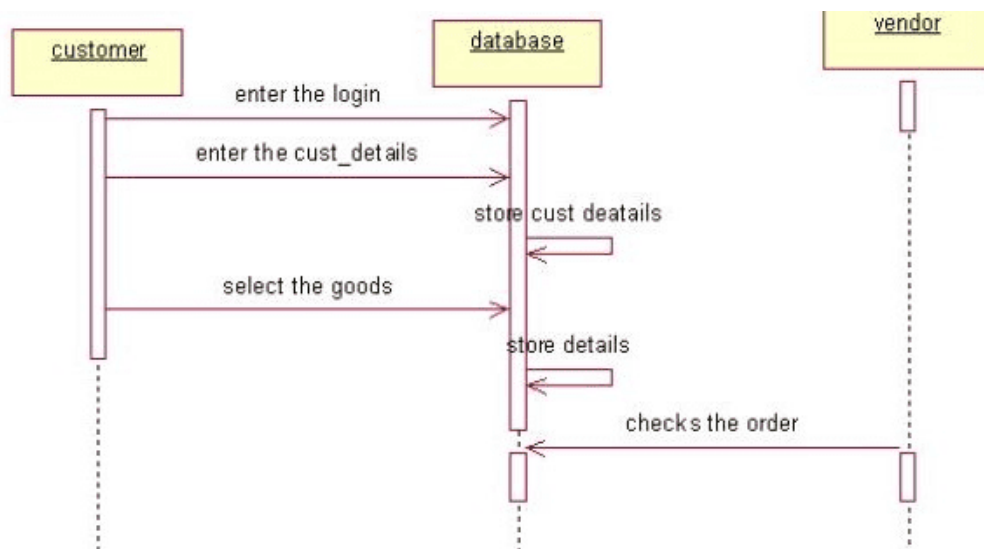 customer
database
vendor
enter the login
enter the cust_details
store cust deatails
select the goods
store details
checks the order